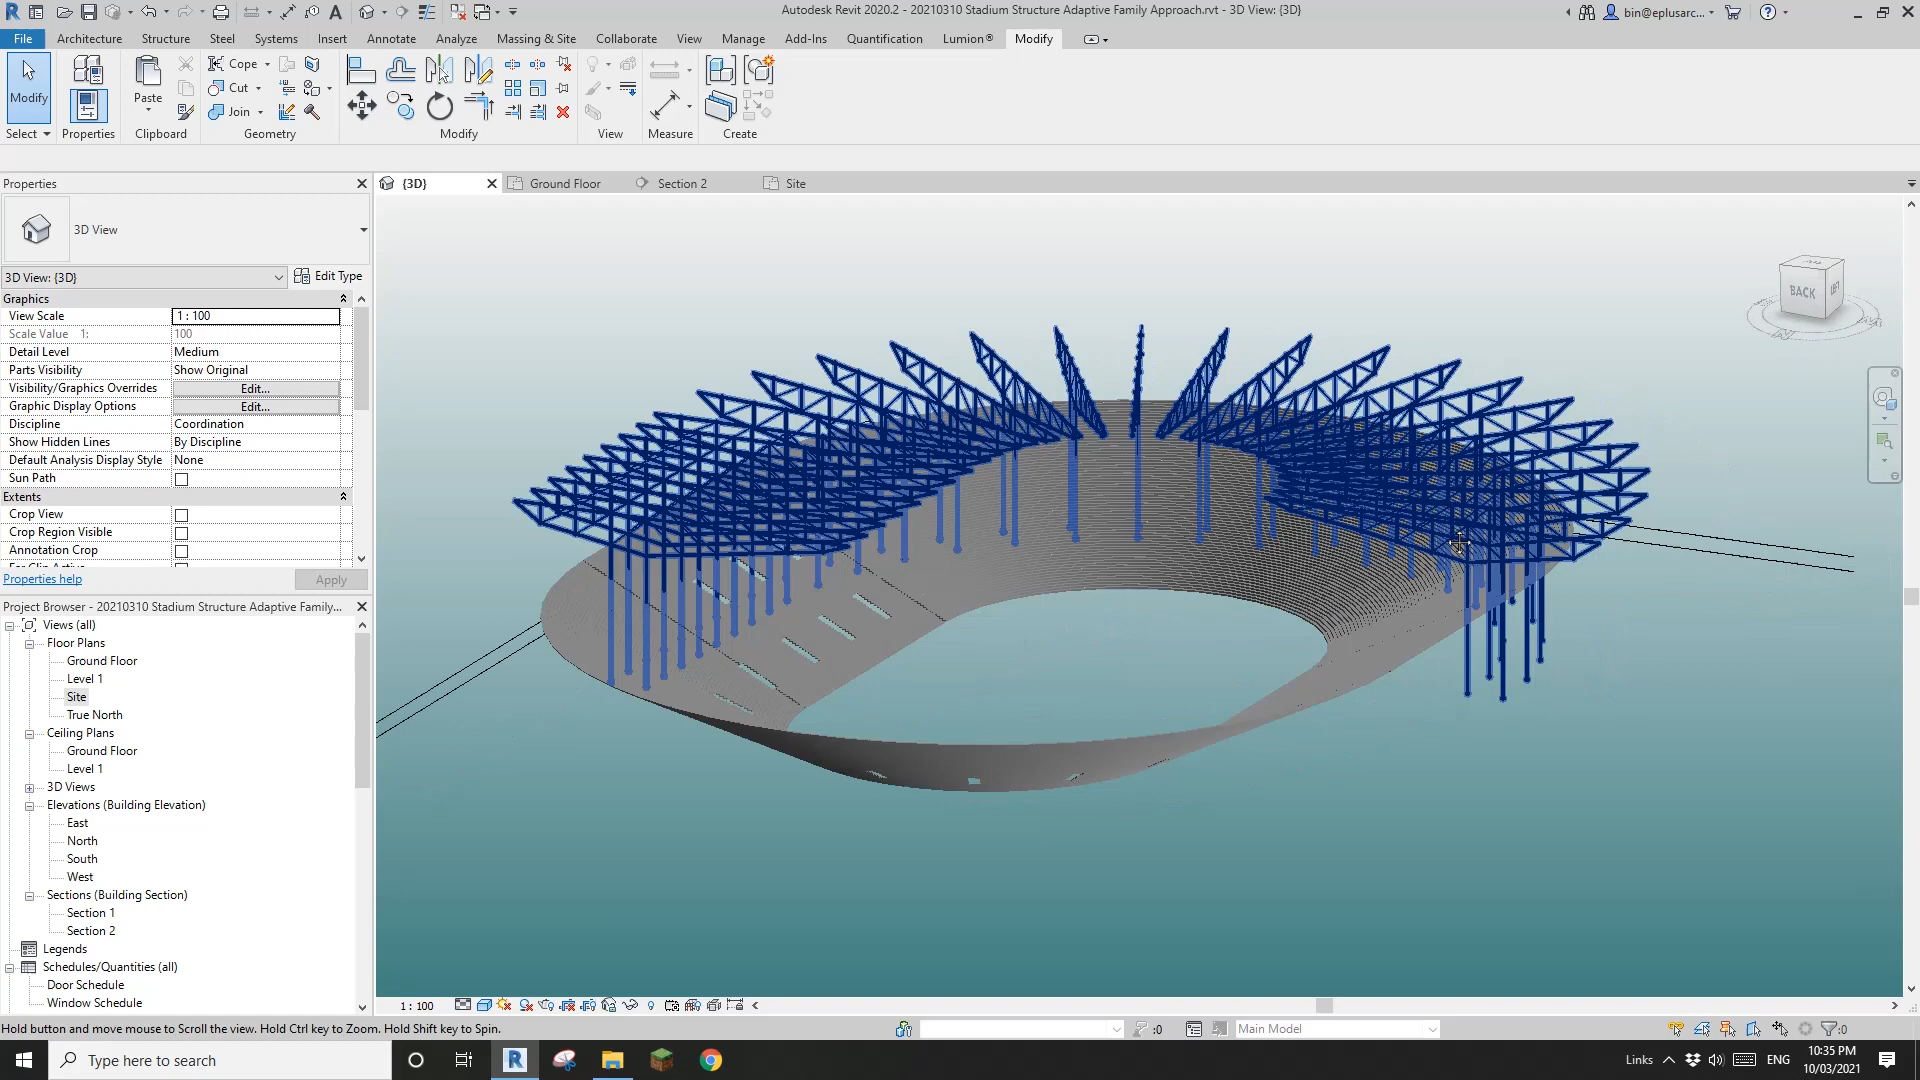 Autodesk Revit 2020.2 - 20210310 Stadium Structure Adaptive Family Approach.rvt - 3D View: {3D}
bin@eplusarc...
File Architecture Structure Steel Systems Insert Annotate Analyze Massing & Site Collaborate View Manage Add-Ins Quantification Lumion® Modify
Modify
Paste
Cope
Cut
Join
Select Properties Clipboard Geometry Modify View Measure Create
Properties
{3D} Ground Floor Section 2 Site
3D View
3D View: {3D} Edit Type
Graphics
View Scale 1 : 100
Scale Value 1: 100
Detail Level Medium
Parts Visibility Show Original
Visibility/Graphics Overrides Edit...
Graphic Display Options Edit...
Discipline Coordination
Show Hidden Lines By Discipline
Default Analysis Display Style None
Sun Path
Extents
Crop View
Crop Region Visible
Annotation Crop
Properties help Apply
Project Browser - 20210310 Stadium Structure Adaptive Family...
Views (all)
Floor Plans
Ground Floor
Level 1
Site
True North
Ceiling Plans
Ground Floor
Level 1
3D Views
Elevations (Building Elevation)
East
North
South
West
Sections (Building Section)
Section 1
Section 2
Legends
Schedules/Quantities (all)
Door Schedule
Window Schedule
BACK
1 : 100
Hold button and move mouse to Scroll the view. Hold Ctrl key to Zoom. Hold Shift key to Spin.
:0 Main Model :0
Type here to search
Links ENG
10:35 PM
10/03/2021